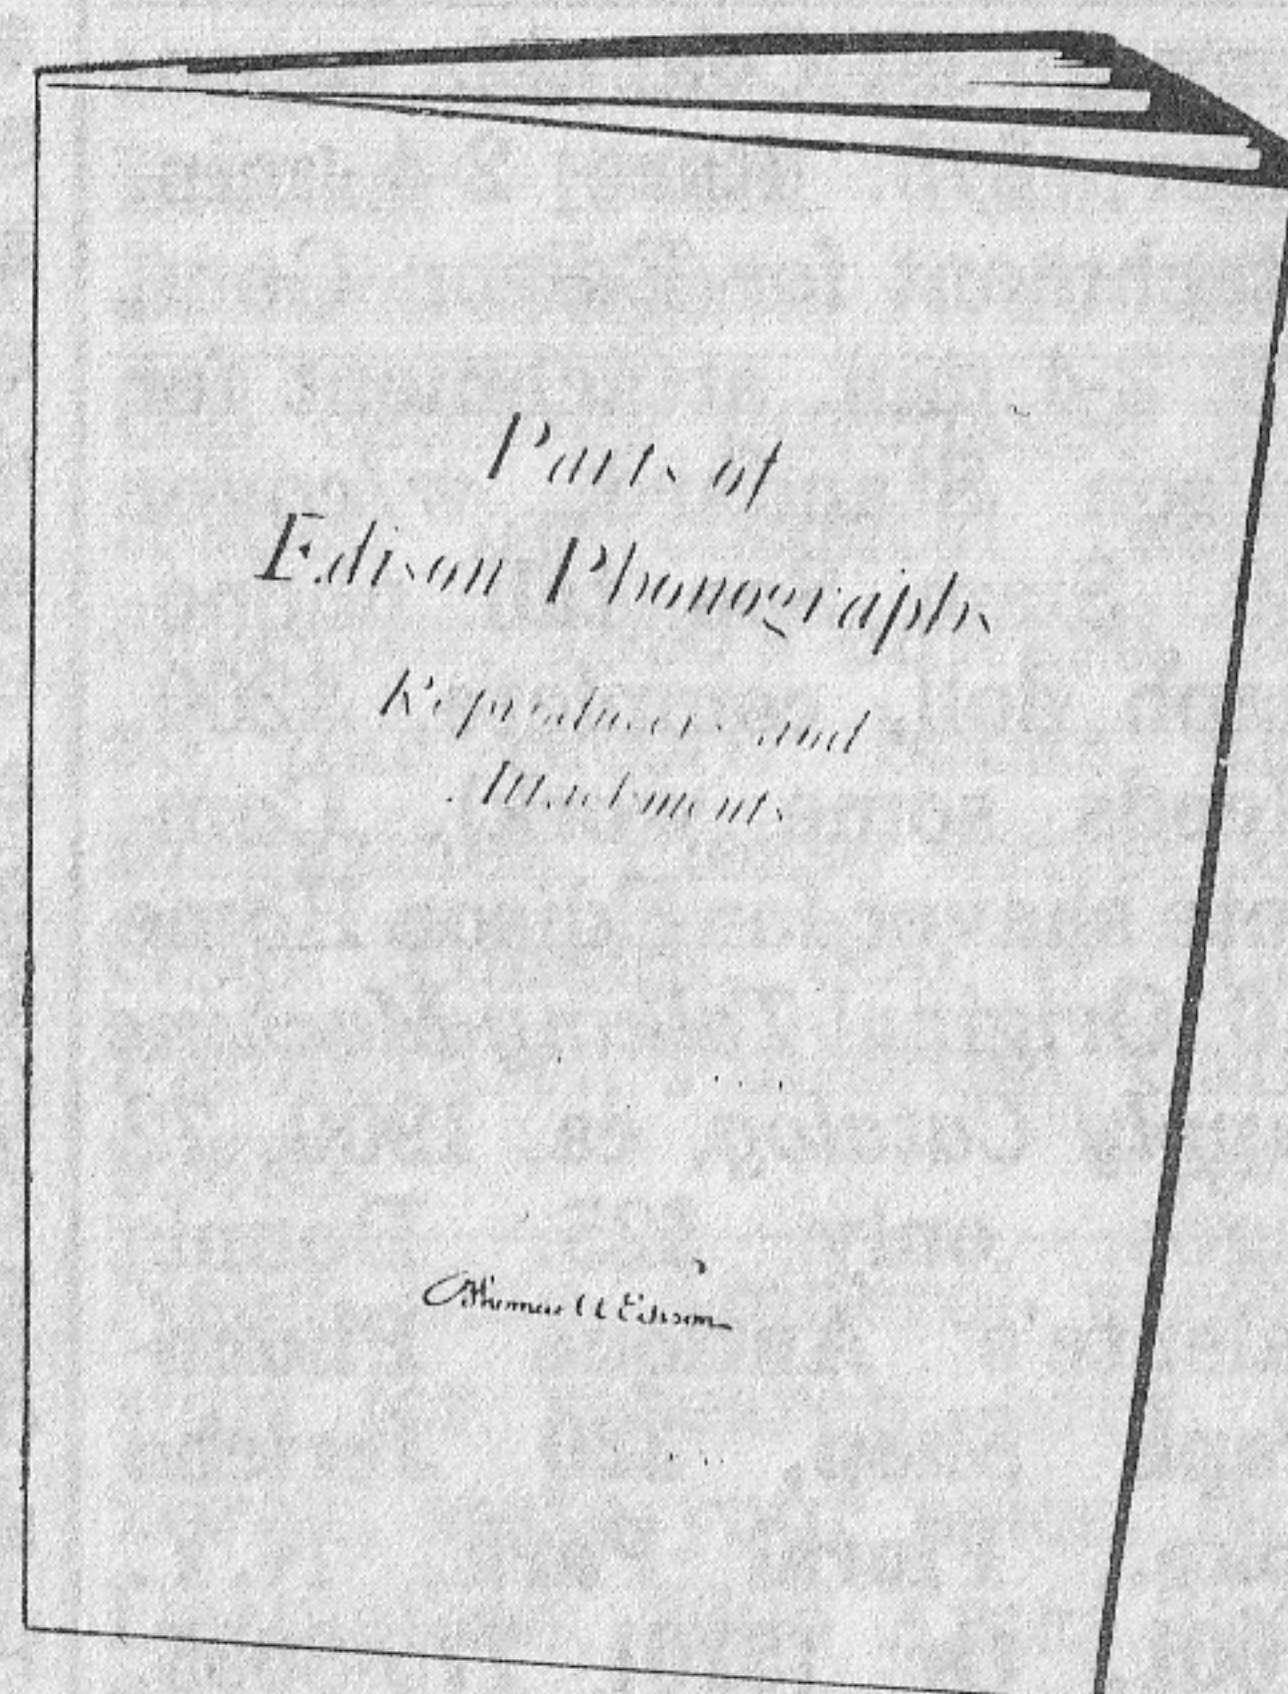 Parts of
Edison Phonographs
Reproducers and
Attachments
Thomas A Edison